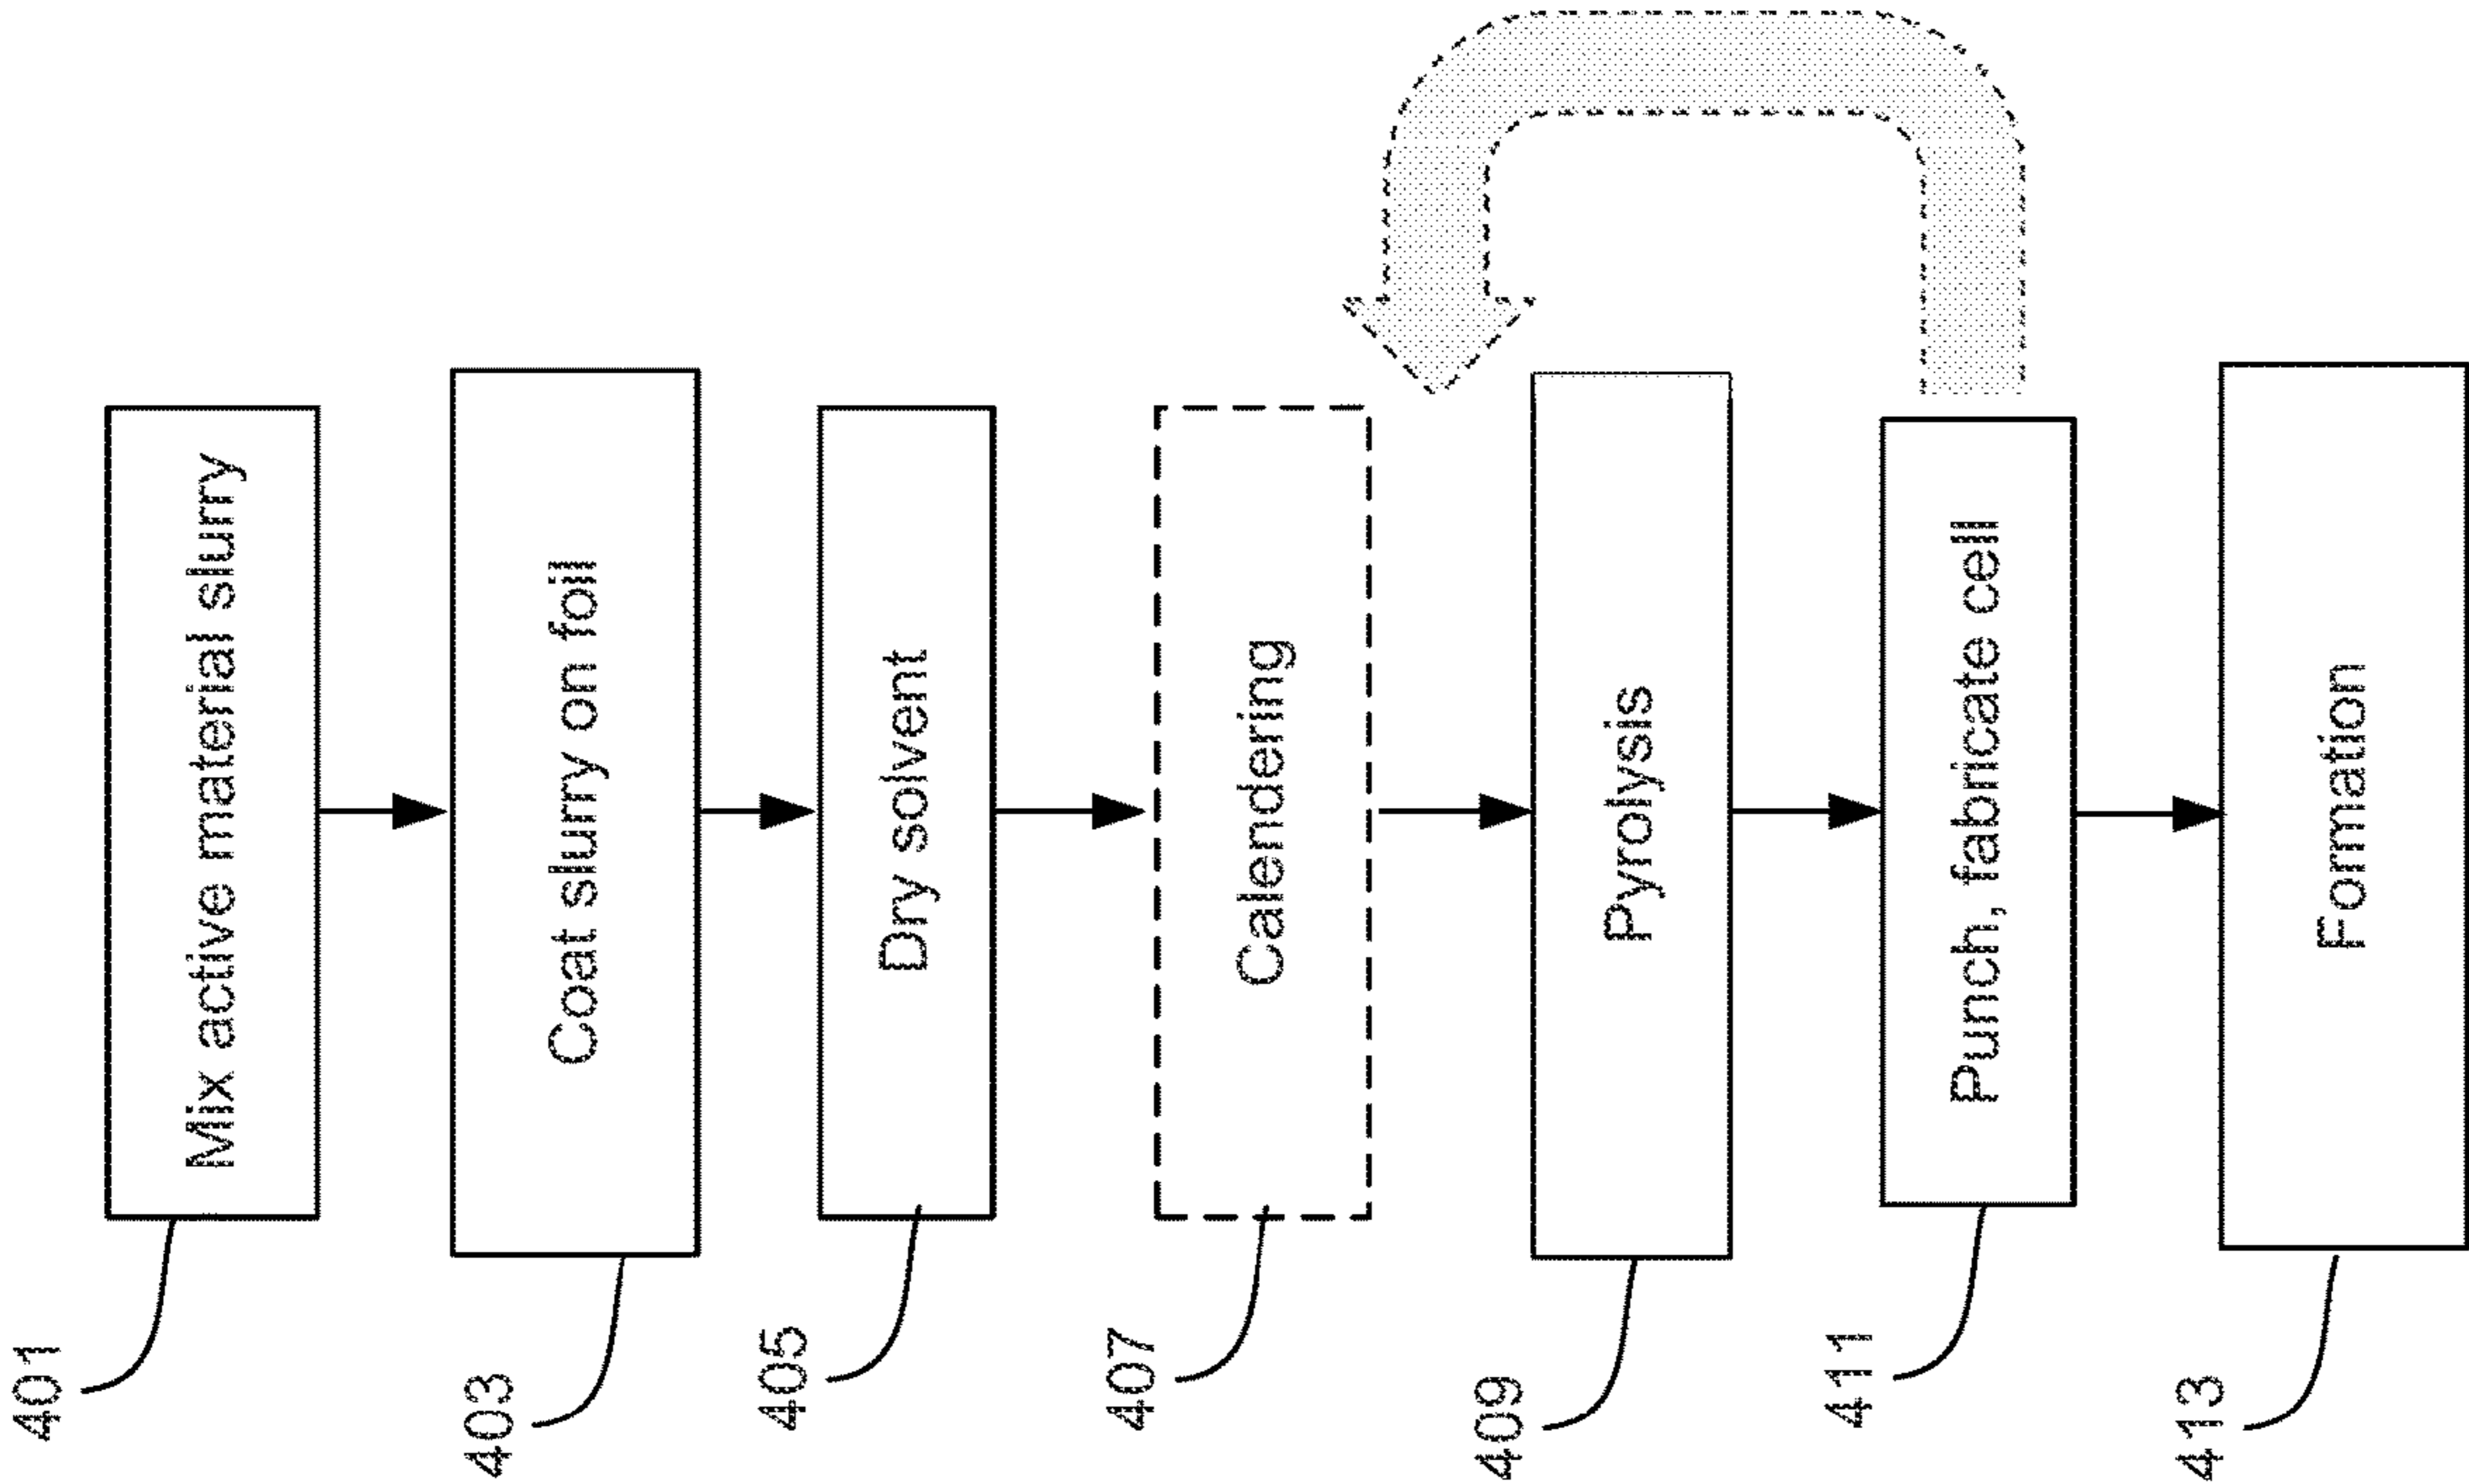 401
Mix active material slurry
403
Coat slurry on foil
405
Dry solvent
407
Calendering
409
Pyrolysis
411
Punch, fabricate cell
413
Formation